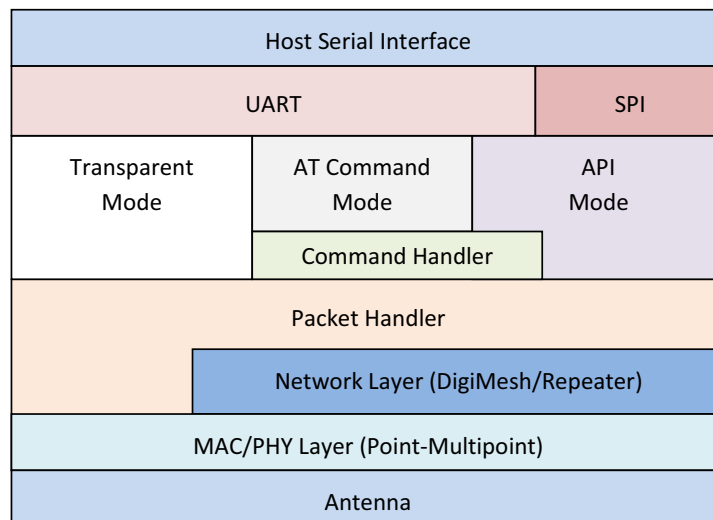 Host Serial Interface
UART
SPI
Transparent
Mode
AT Command
Mode
API
Mode
Command Handler
Packet Handler
Network Layer (DigiMesh/Repeater)
MAC/PHY Layer (Point-Multipoint)
Antenna